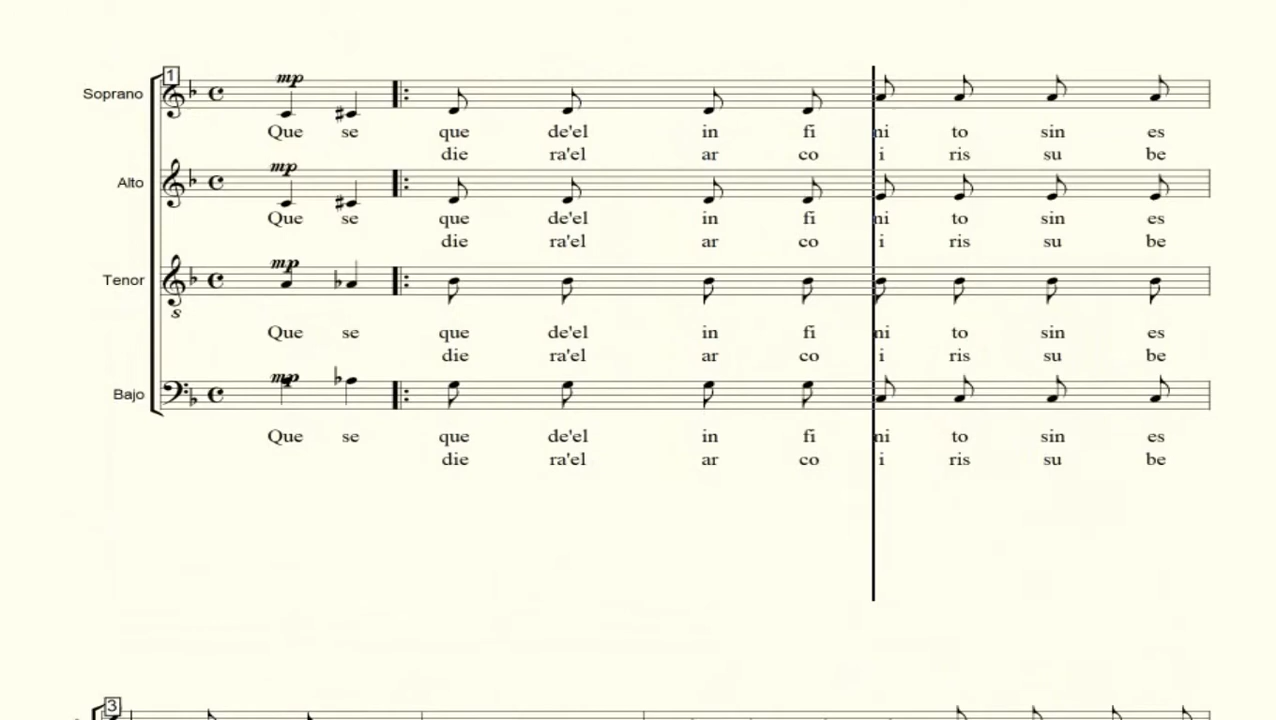 1
mp
Soprano
Que se que de'el in fi ni to sin es
die ra'el ar co i ris su be
mp
Alto
Que se que de'el in fi ni to sin es
die ra'el ar co i ris su be
mp
Tenor
8
Que se que de'el in fi ni to sin es
die ra'el ar co i ris su be
mp
Bajo
Que se que de'el in fi ni to sin es
die ra'el ar co i ris su be
3